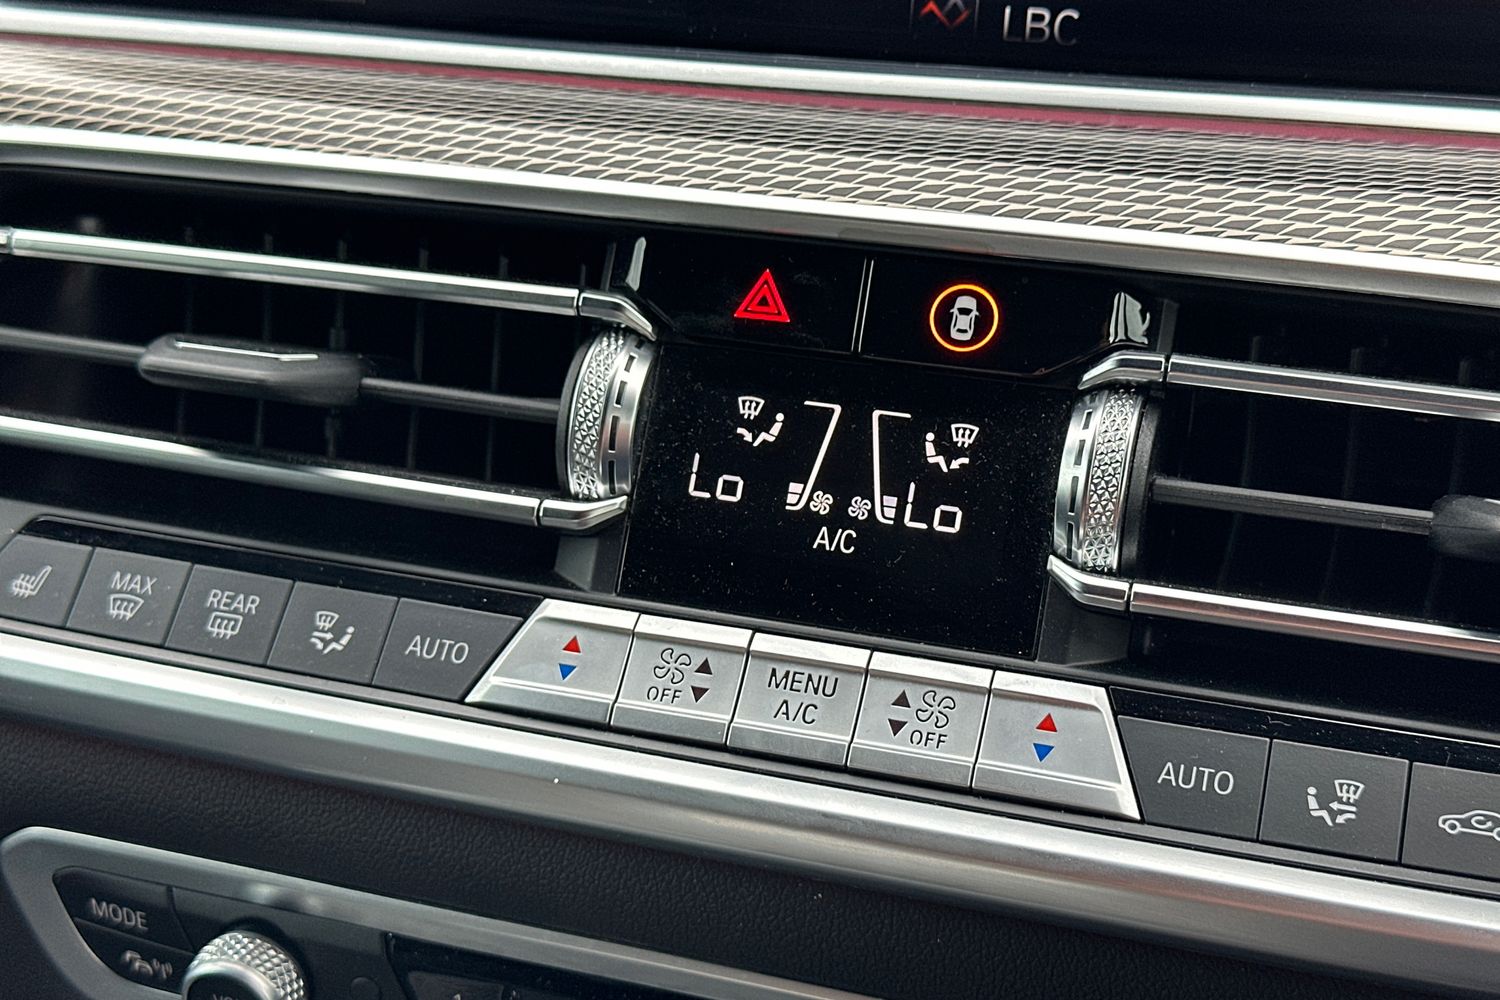 LBC
Lo
Lo
A/C
MAX
REAR
AUTO
OFF
MENU
A/C
OFF
AUTO
MODE